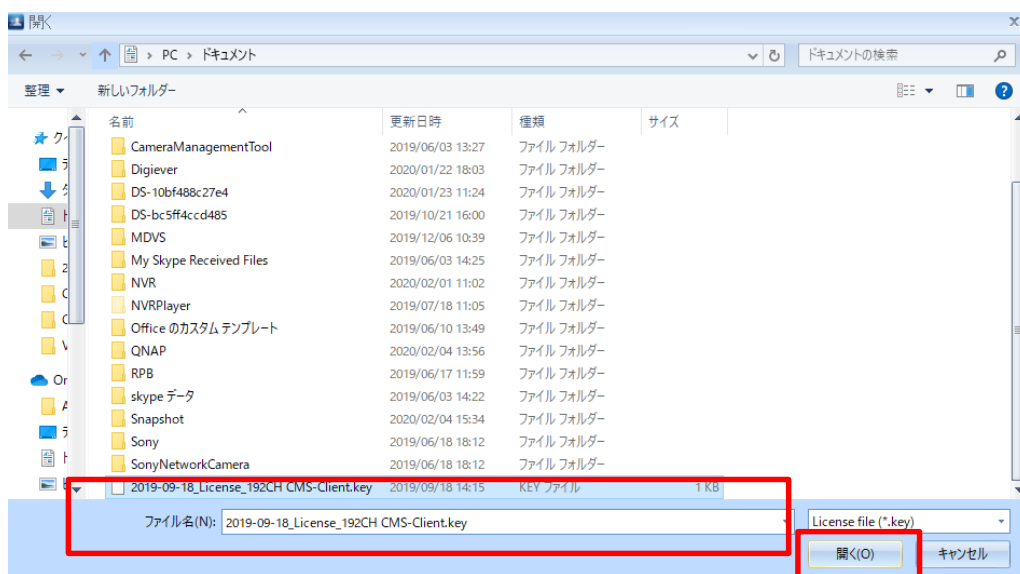 開く
PC › ドキュメント
ドキュメントの検索
整理
新しいフォルダー
名前 更新日時 種類 サイズ
CameraManagementTool 2019/06/03 13:27 ファイル フォルダー
Digiever 2020/01/22 18:03 ファイル フォルダー
DS-10bf488c27e4 2020/01/23 11:24 ファイル フォルダー
DS-bc5ff4ccd485 2019/10/21 16:00 ファイル フォルダー
MDVS 2019/12/06 10:39 ファイル フォルダー
My Skype Received Files 2019/06/03 14:25 ファイル フォルダー
NVR 2020/02/01 11:02 ファイル フォルダー
NVRPlayer 2019/07/18 11:05 ファイル フォルダー
Office のカスタム テンプレート 2019/06/10 13:49 ファイル フォルダー
QNAP 2020/02/04 13:56 ファイル フォルダー
RPB 2019/06/17 11:59 ファイル フォルダー
skype データ 2019/06/03 14:22 ファイル フォルダー
Snapshot 2020/02/04 15:34 ファイル フォルダー
Sony 2019/06/18 18:12 ファイル フォルダー
SonyNetworkCamera 2019/06/18 18:12 ファイル フォルダー
2019-09-18_License_192CH CMS-Client.key 2019/09/18 14:15 KEY ファイル 1 KB
ファイル名(N): 2019-09-18_License_192CH CMS-Client.key License file (*.key)
開く(O) キャンセル